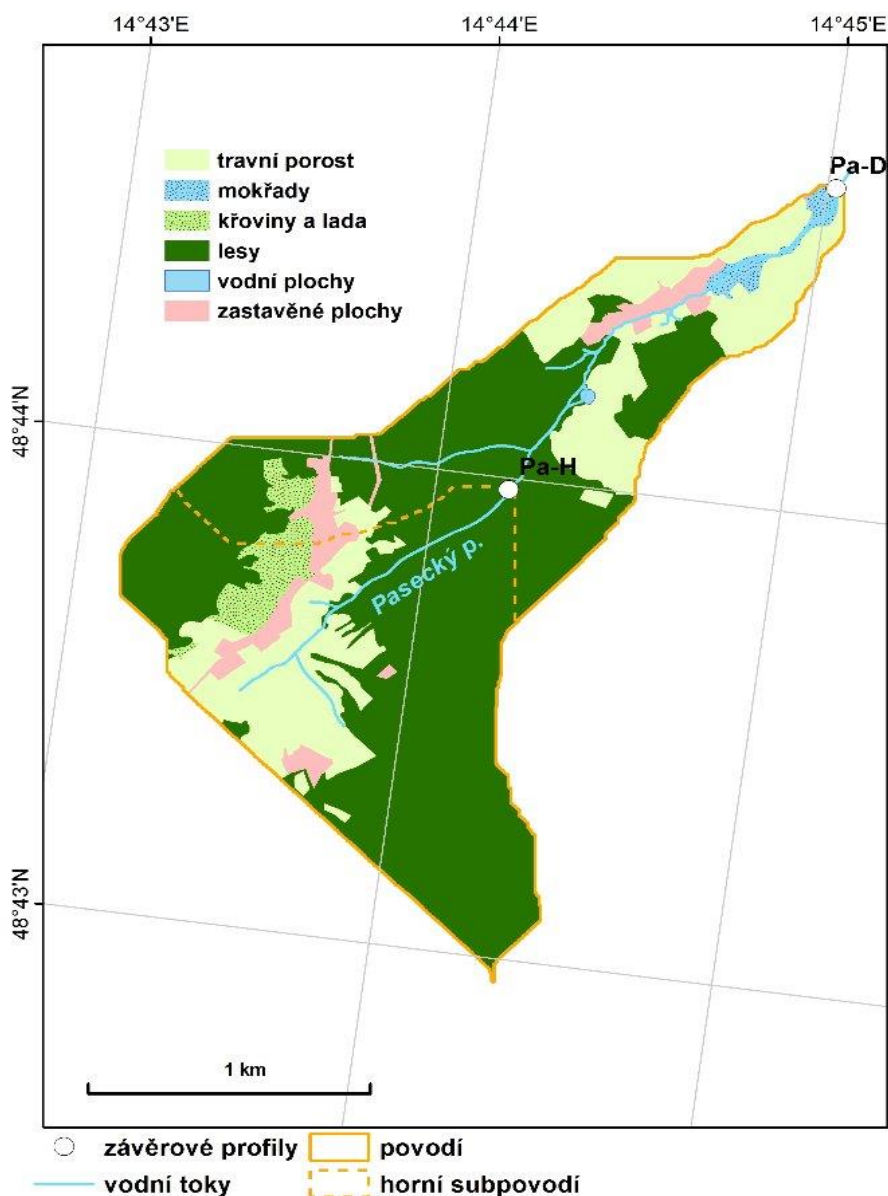 14°43'E
14°44'E
14°45'E
Pa-D
travní porost
mokřady
křoviny a lada
lesy
vodní plochy
zastavěné plochy
48°44'N
Pa-H
Pasecký p.
48°43'N
1 km
závěrové profily
povodí
vodní toky
horní subpovodí